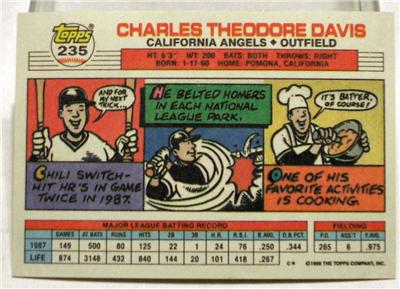 Topps
235
CHARLES THEODORE DAVIS
CALIFORNIA ANGELS ◆ OUTFIELD
HT: 6'3" WT: 200 BATS: BOTH THROWS: RIGHT
BORN: 1-17-60 HOME: POMONA, CALIFORNIA
AND FOR
MY NEXT
TRICK...
CHILI SWITCH-
HIT HR'S IN GAME
TWICE IN 1987.
HE BELTED HOMERS
IN EACH NATIONAL
LEAGUE PARK.
IT'S BATTER,
OF COURSE!
ONE OF HIS
FAVORITE ACTIVITIES
IS COOKING.
MAJOR LEAGUE BATTING RECORD FIELDING
GAMES AT BATS RUNS HITS 2B 3B H.R. R.B.I. B.AVG. SL.AVG. P.O. ASS'T F.AVG.
1987 149 500 80 125 22 1 24 76 .250 .344 265 6 .975
LIFE 874 3148 432 840 144 20 101 418 .267
© 1988 THE TOPPS COMPANY, INC.